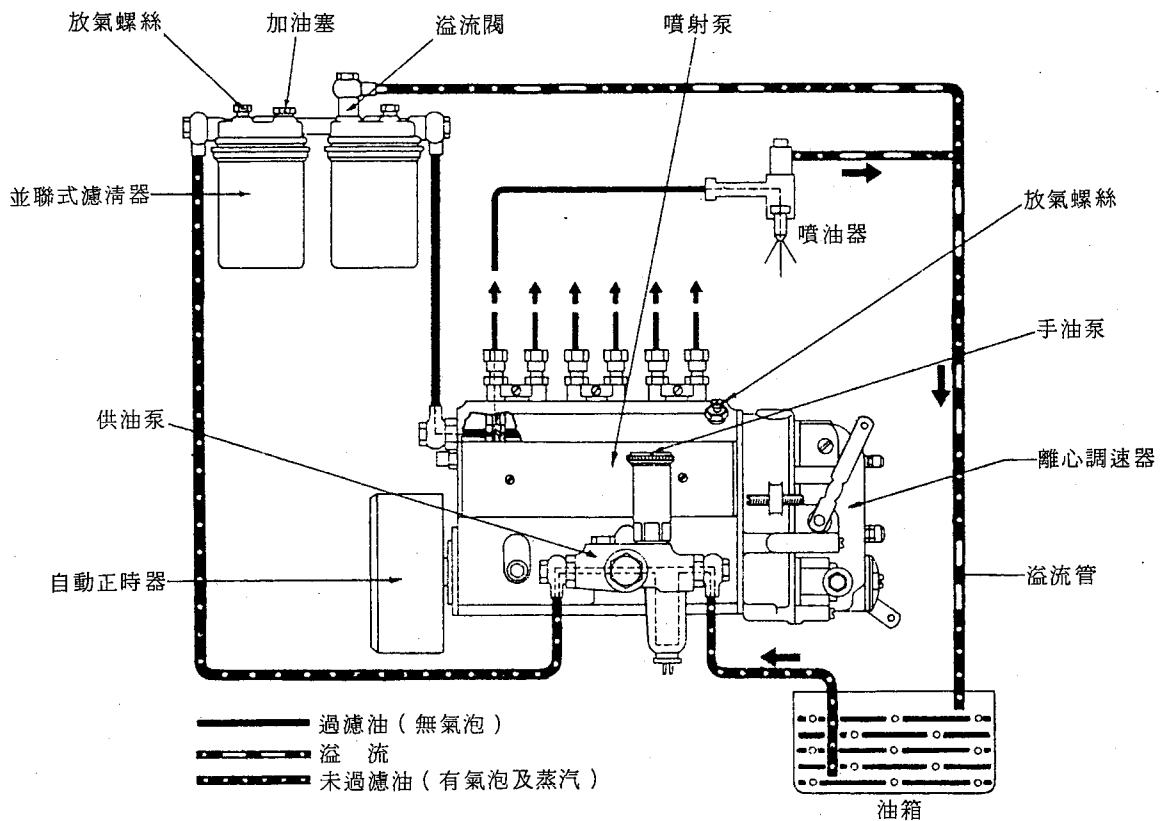 放氣螺絲
加油塞
溢流閥
噴射泵
並聯式濾清器
放氣螺絲
噴油器
手油泵
供油泵
離心調速器
自動正時器
溢流管
過濾油(無氣泡)
溢 流
未過濾油(有氣泡及蒸汽)
油箱